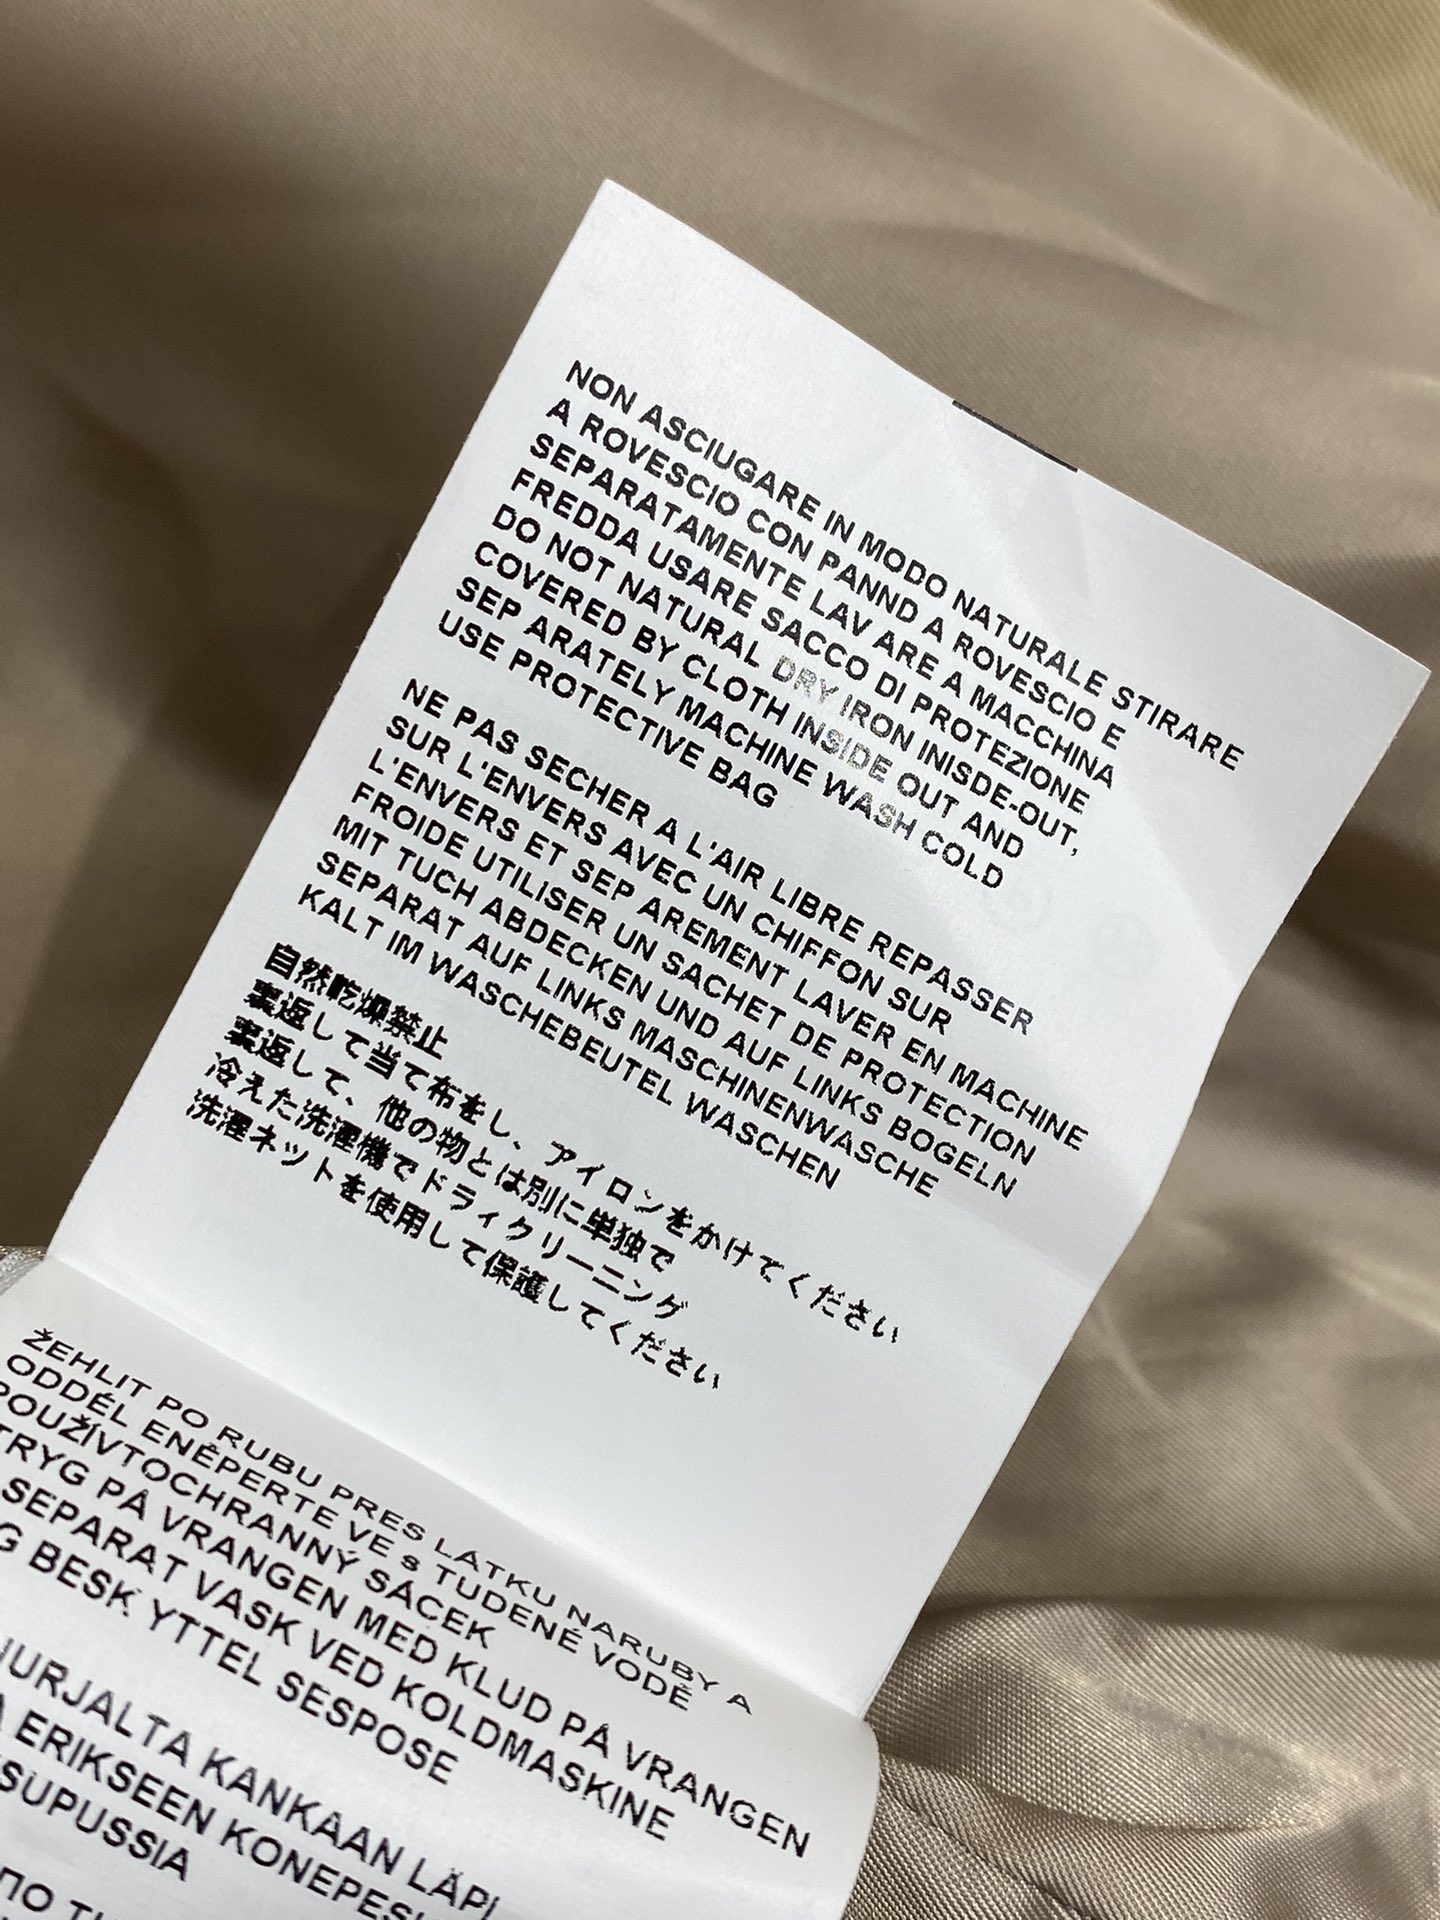 NON ASCIUGARE IN MODO NATURALE STIRARE
A ROVESCIO CON PANND A ROVESCIO E
SEPARATAMENTE LAV ARE A MACCHINA
FREDDA USARE SACCO DI PROTEZIONE
DO NOT NATURAL DRY IRON INISDE-OUT,
COVERED BY CLOTH INSIDE OUT AND
SEP ARATELY MACHINE WASH COLD
USE PROTECTIVE BAG
NE PAS SECHER A L'AIR LIBRE REPASSER
SUR L'ENVERS AVEC UN CHIFFON SUR
L'ENVERS ET SEP AREMENT LAVER EN MACHINE
FROIDE UTILISER UN SACHET DE PROTECTION
MIT TUCH ABDECKEN UND AUF LINKS BOGELN
SEPARAT AUF LINKS MASCHINENWASCHE
KALT IM WASCHEBEUTEL WASCHEN
自然乾燥禁止
裏返して当て布をし、アイロンをかけてください
裏返して、他の物とは別に単独で
冷えた洗濯機でドライクリーニング
洗濯ネットを使用して保護してください
ŽEHLIT PO RUBU PRES LÁTKU NARUBY A
ODDÉL ENĚPERTE VE s TUDENÉ VODĚ
POUŽÍVTOCHRANNÝ SÁCEK
TRYG PÅ VRANGEN MED KLUD PÅ VRANGEN
SEPARAT VASK VED KOLDMASKINE
G BESK YTTEL SESPOSE
NURJALTA KANKAAN LÄPI
ERIKSEEN KONEPES
SUPUSSIA
ПО